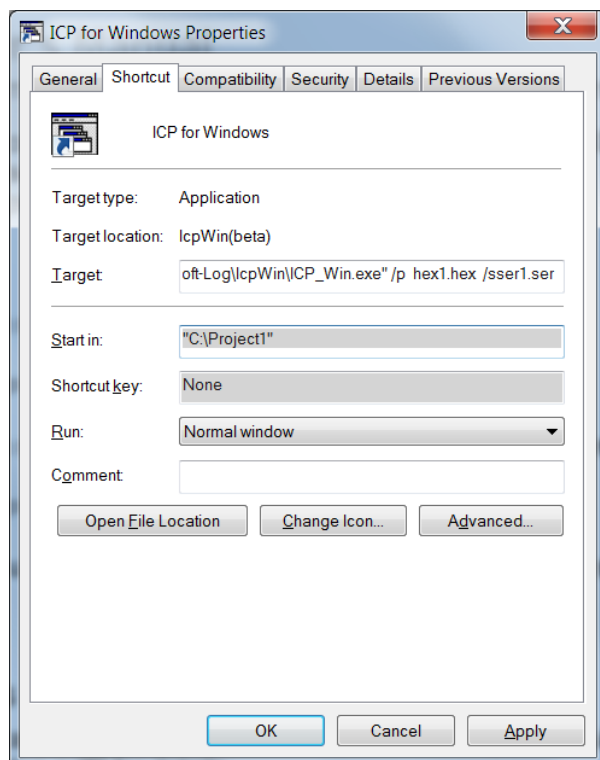 ICP for Windows Properties
General Shortcut Compatibility Security Details Previous Versions
ICP for Windows
Target type: Application
Target location: IcpWin(beta)
Target: oft-Log\IcpWin\ICP_Win.exe" /p hex1.hex /sser1.ser
Start in: "C:\Project1"
Shortcut key: None
Run: Normal window
Comment:
Open File Location Change Icon... Advanced...
OK Cancel Apply